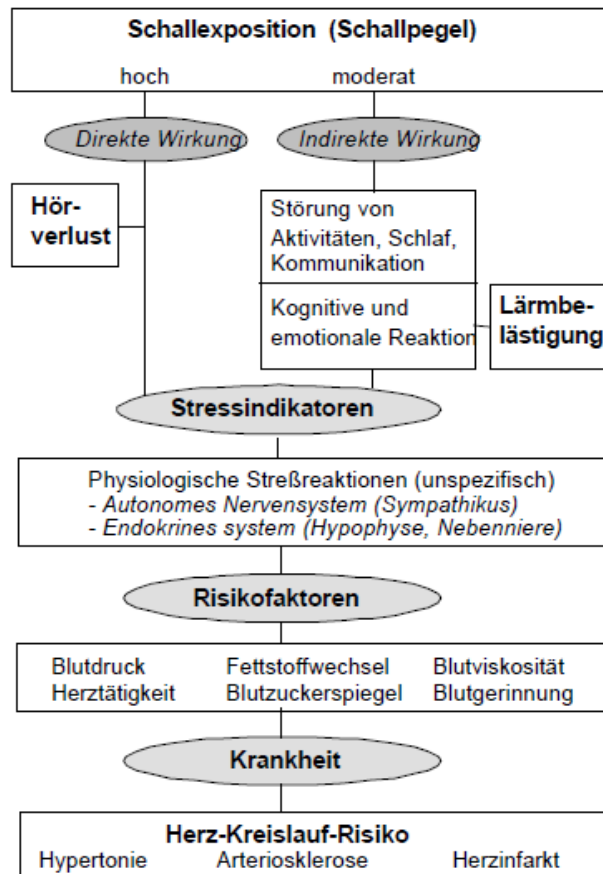 Schallexposition (Schallpegel)
hoch moderat
Direkte Wirkung Indirekte Wirkung
Hör-
verlust
Störung von
Aktivitäten, Schlaf,
Kommunikation
Kognitive und
emotionale Reaktion
Lärmbe-
lästigung
Stressindikatoren
Physiologische Streßreaktionen (unspezifisch)
- Autonomes Nervensystem (Sympathikus)
- Endokrines system (Hypophyse, Nebenniere)
Risikofaktoren
Blutdruck Fettstoffwechsel Blutviskosität
Herztätigkeit Blutzuckerspiegel Blutgerinnung
Krankheit
Herz-Kreislauf-Risiko
Hypertonie Arteriosklerose Herzinfarkt